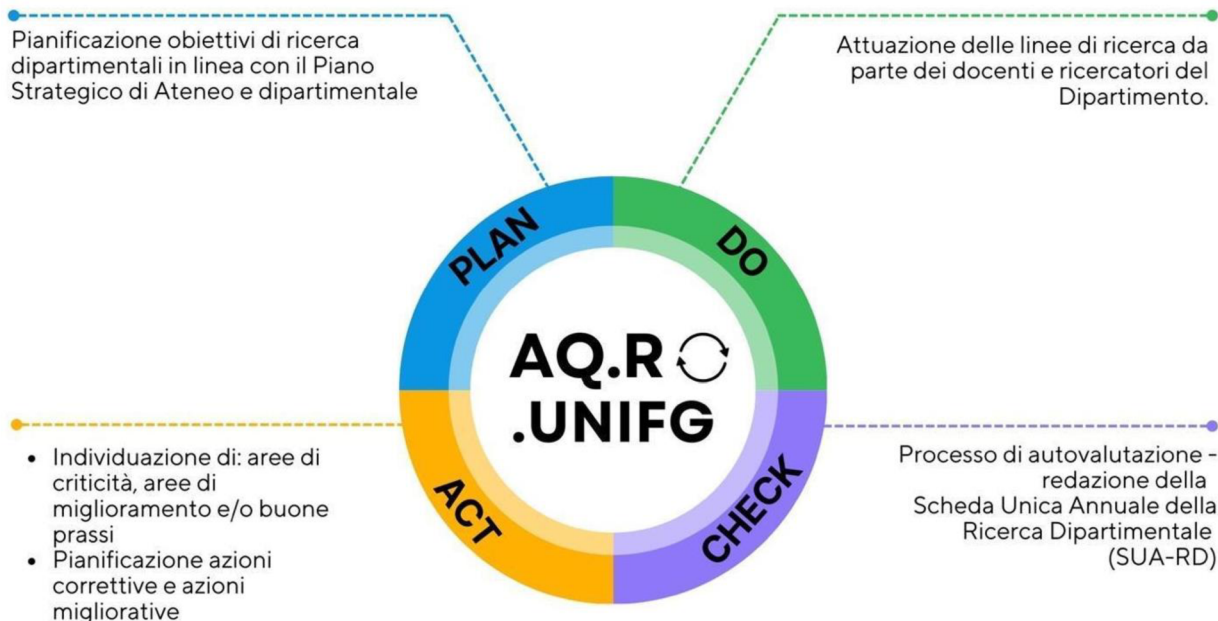 Pianificazione obiettivi di ricerca
dipartimentali in linea con il Piano
Strategico di Ateneo e dipartimentale
Attuazione delle linee di ricerca da
parte dei docenti e ricercatori del
Dipartimento.
PLAN
DO
AQ.R
.UNIFG
ACT
CHECK
• Individuazione di: aree di
criticità, aree di
miglioramento e/o buone
prassi
• Pianificazione azioni
correttive e azioni
migliorative
Processo di autovalutazione -
redazione della
Scheda Unica Annuale della
Ricerca Dipartimentale
(SUA-RD)